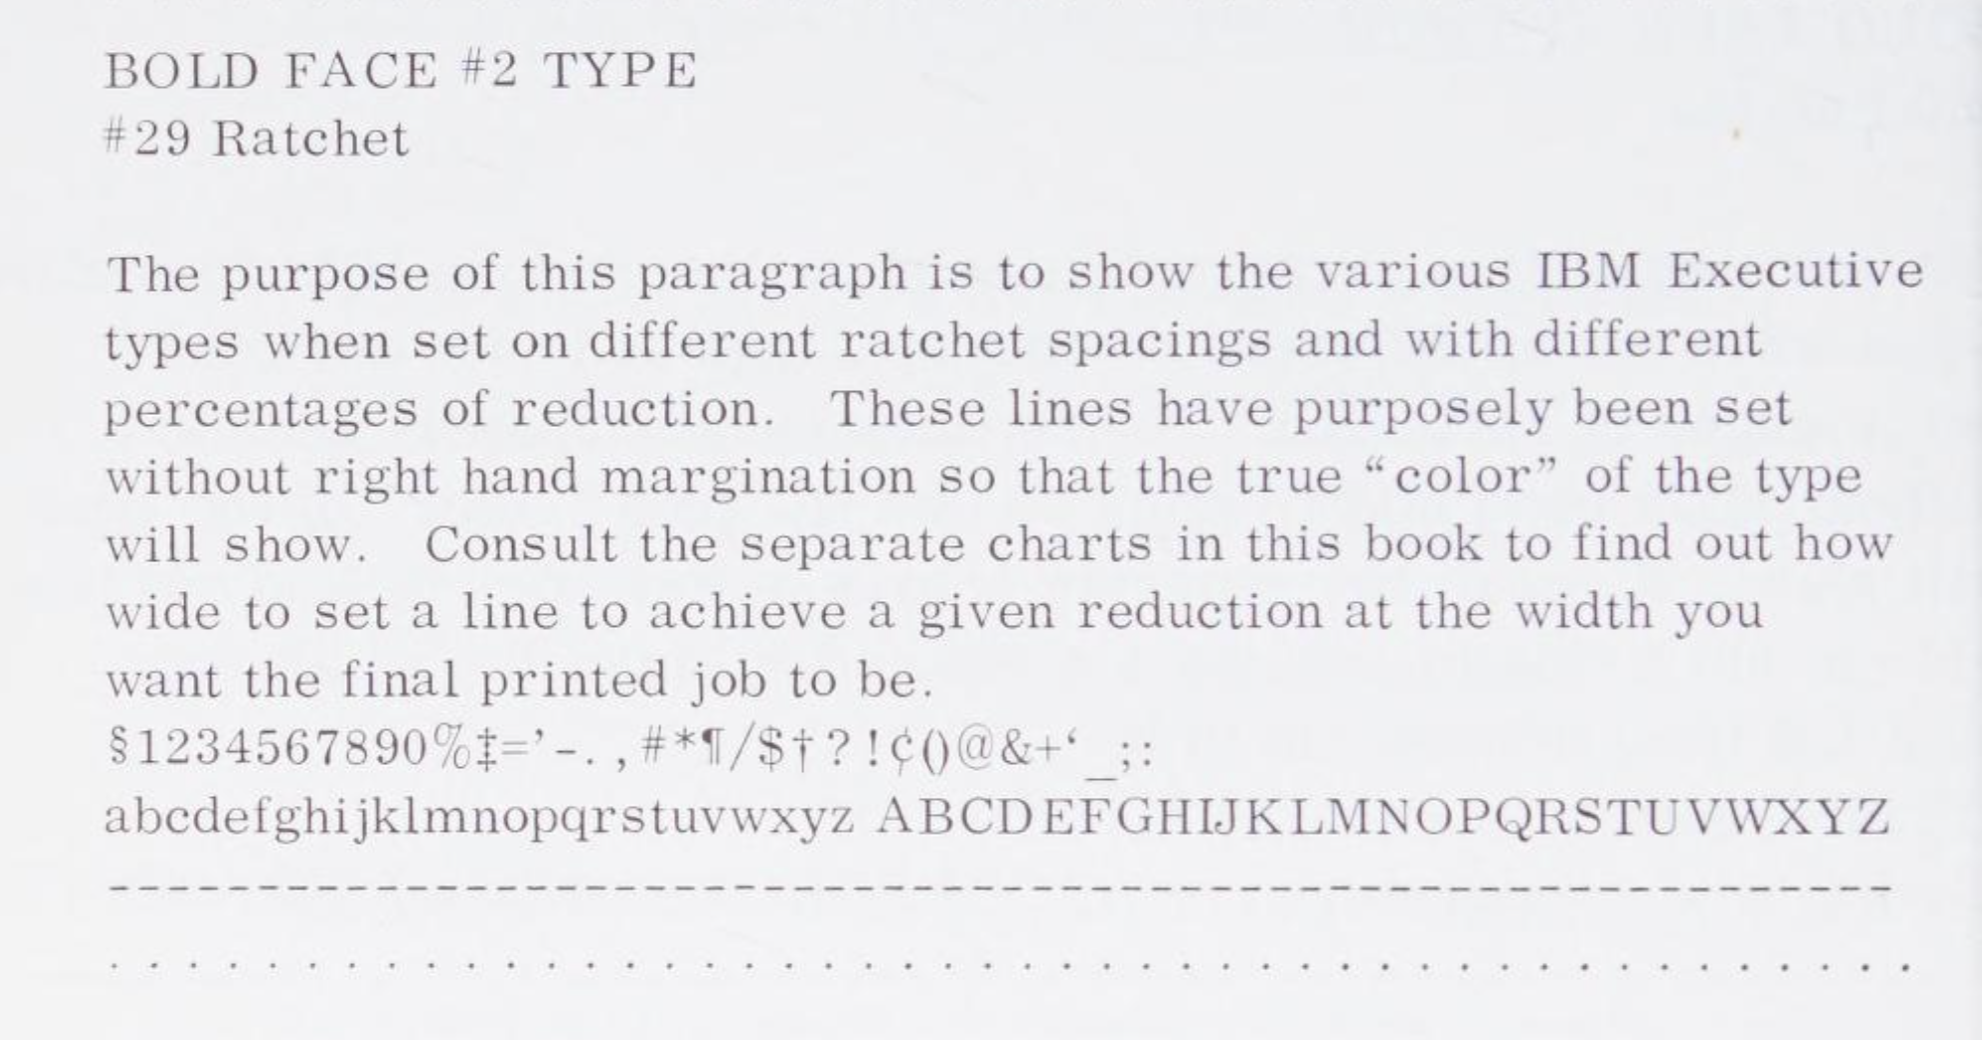 BOLD FACE #2 TYPE
#29 Ratchet
The purpose of this paragraph is to show the various IBM Executive
types when set on different ratchet spacings and with different
percentages of reduction.  These lines have purposely been set
without right hand margination so that the true “color” of the type
will show.  Consult the separate charts in this book to find out how
wide to set a line to achieve a given reduction at the width you
want the final printed job to be.
§1234567890%‡=’-.,#*¶/$†?!¢()@&+‘_;:
abcdefghijklmnopqrstuvwxyz ABCDEFGHIJKLMNOPQRSTUVWXYZ
------------------------------------------------------------
. . . . . . . . . . . . . . . . . . . . . . . . . . . . . . . . . . . . . . . . . . . . . .